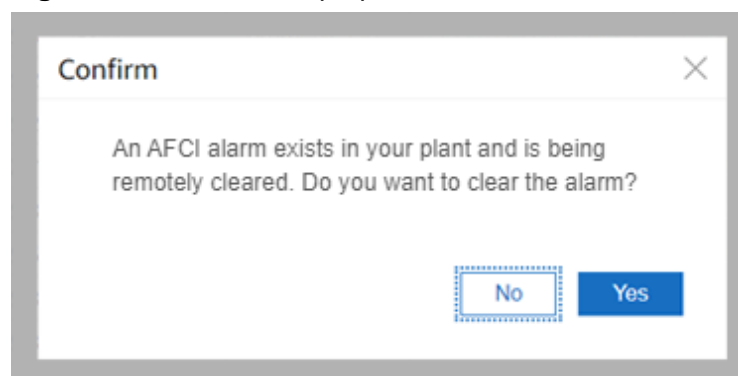 Confirm
An AFCI alarm exists in your plant and is being
remotely cleared. Do you want to clear the alarm?
No
Yes